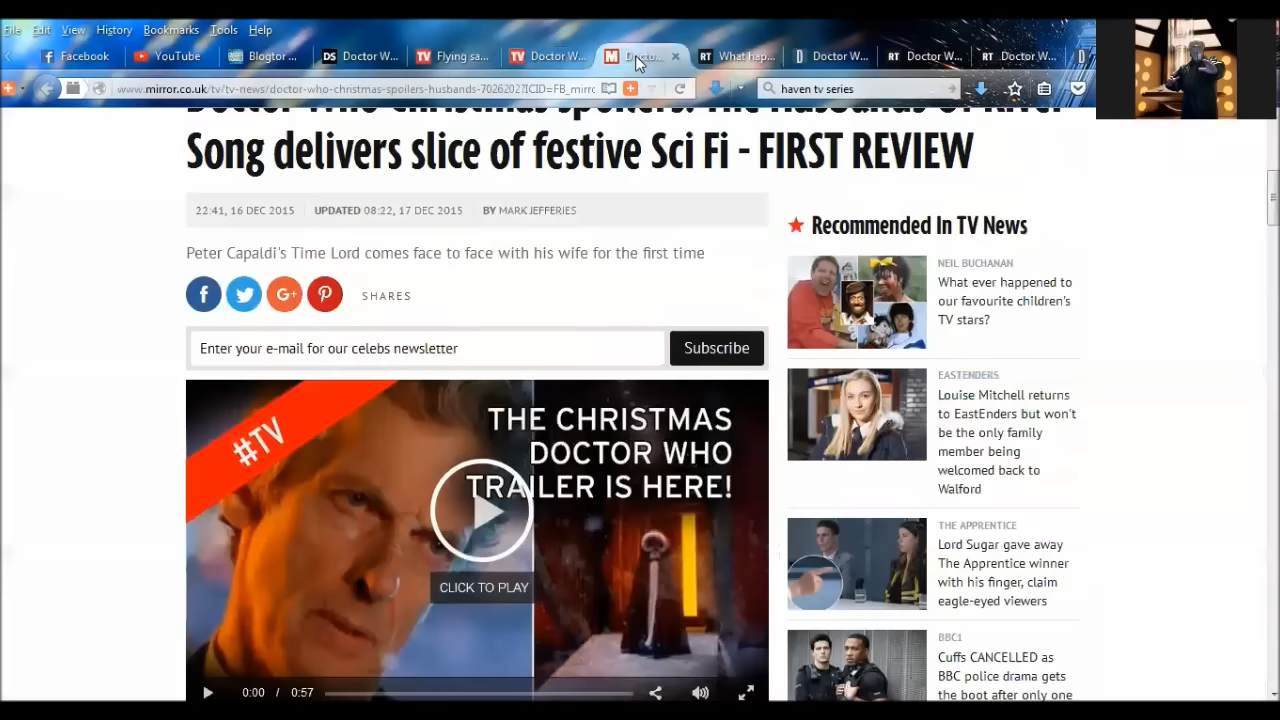 File Edit View History Bookmarks Tools Help
Facebook YouTube Blogtor ... Doctor W... Flying sa... Doctor W... Docto... What hap... Doctor W... Doctor W... Doctor W...
www.mirror.co.uk/tv/tv-news/doctor-who-christmas-spoilers-husbands-7026202?ICID=FB_mirro haven tv series
Song delivers slice of festive Sci Fi - FIRST REVIEW
22:41, 16 DEC 2015 UPDATED 08:22, 17 DEC 2015 BY MARK JEFFERIES
Peter Capaldi's Time Lord comes face to face with his wife for the first time
SHARES
Enter your e-mail for our celebs newsletter Subscribe
#TV
THE CHRISTMAS
DOCTOR WHO
TRAILER IS HERE!
CLICK TO PLAY
0:00 / 0:57
Recommended In TV News
NEIL BUCHANAN
What ever happened to
our favourite children's
TV stars?
EASTENDERS
Louise Mitchell returns
to EastEnders but won't
be the only family
member being
welcomed back to
Walford
THE APPRENTICE
Lord Sugar gave away
The Apprentice winner
with his finger, claim
eagle-eyed viewers
BBC1
Cuffs CANCELLED as
BBC police drama gets
the boot after only one